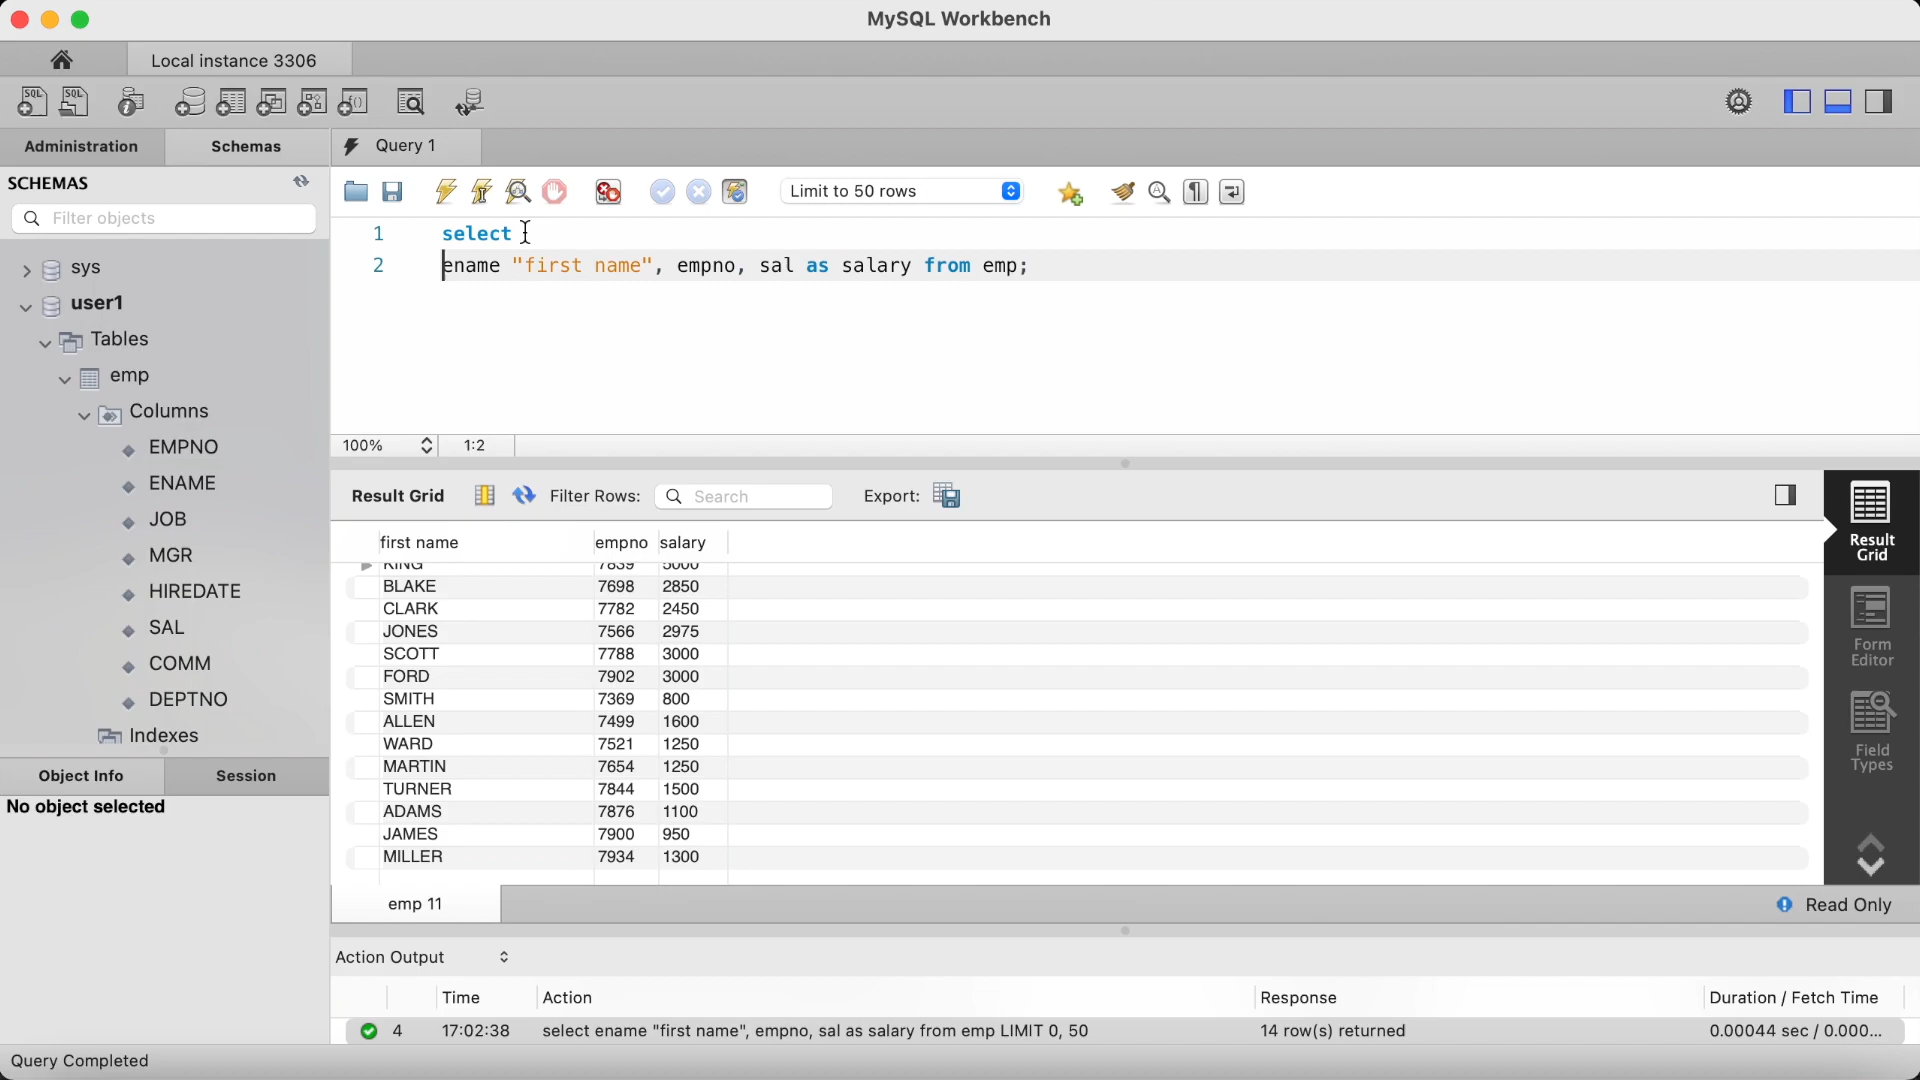 MySQL Workbench
Local instance 3306
SQL SQL
Administration Schemas
Query 1
SCHEMAS
Filter objects
Limit to 50 rows
sys
user1
Tables
emp
Columns
EMPNO
ENAME
JOB
MGR
HIREDATE
SAL
COMM
DEPTNO
Indexes
Object Info Session
No object selected
1 select
2 ename "first name", empno, sal as salary from emp;
100% 1:2
Result Grid Filter Rows: Search Export:
first name empno salary
KING 7839 5000
BLAKE 7698 2850
CLARK 7782 2450
JONES 7566 2975
SCOTT 7788 3000
FORD 7902 3000
SMITH 7369 800
ALLEN 7499 1600
WARD 7521 1250
MARTIN 7654 1250
TURNER 7844 1500
ADAMS 7876 1100
JAMES 7900 950
MILLER 7934 1300
Result
Grid
Form
Editor
Field
Types
emp 11 Read Only
Action Output
Time Action Response Duration / Fetch Time
4 17:02:38 select ename "first name", empno, sal as salary from emp LIMIT 0, 50 14 row(s) returned 0.00044 sec / 0.000...
Query Completed